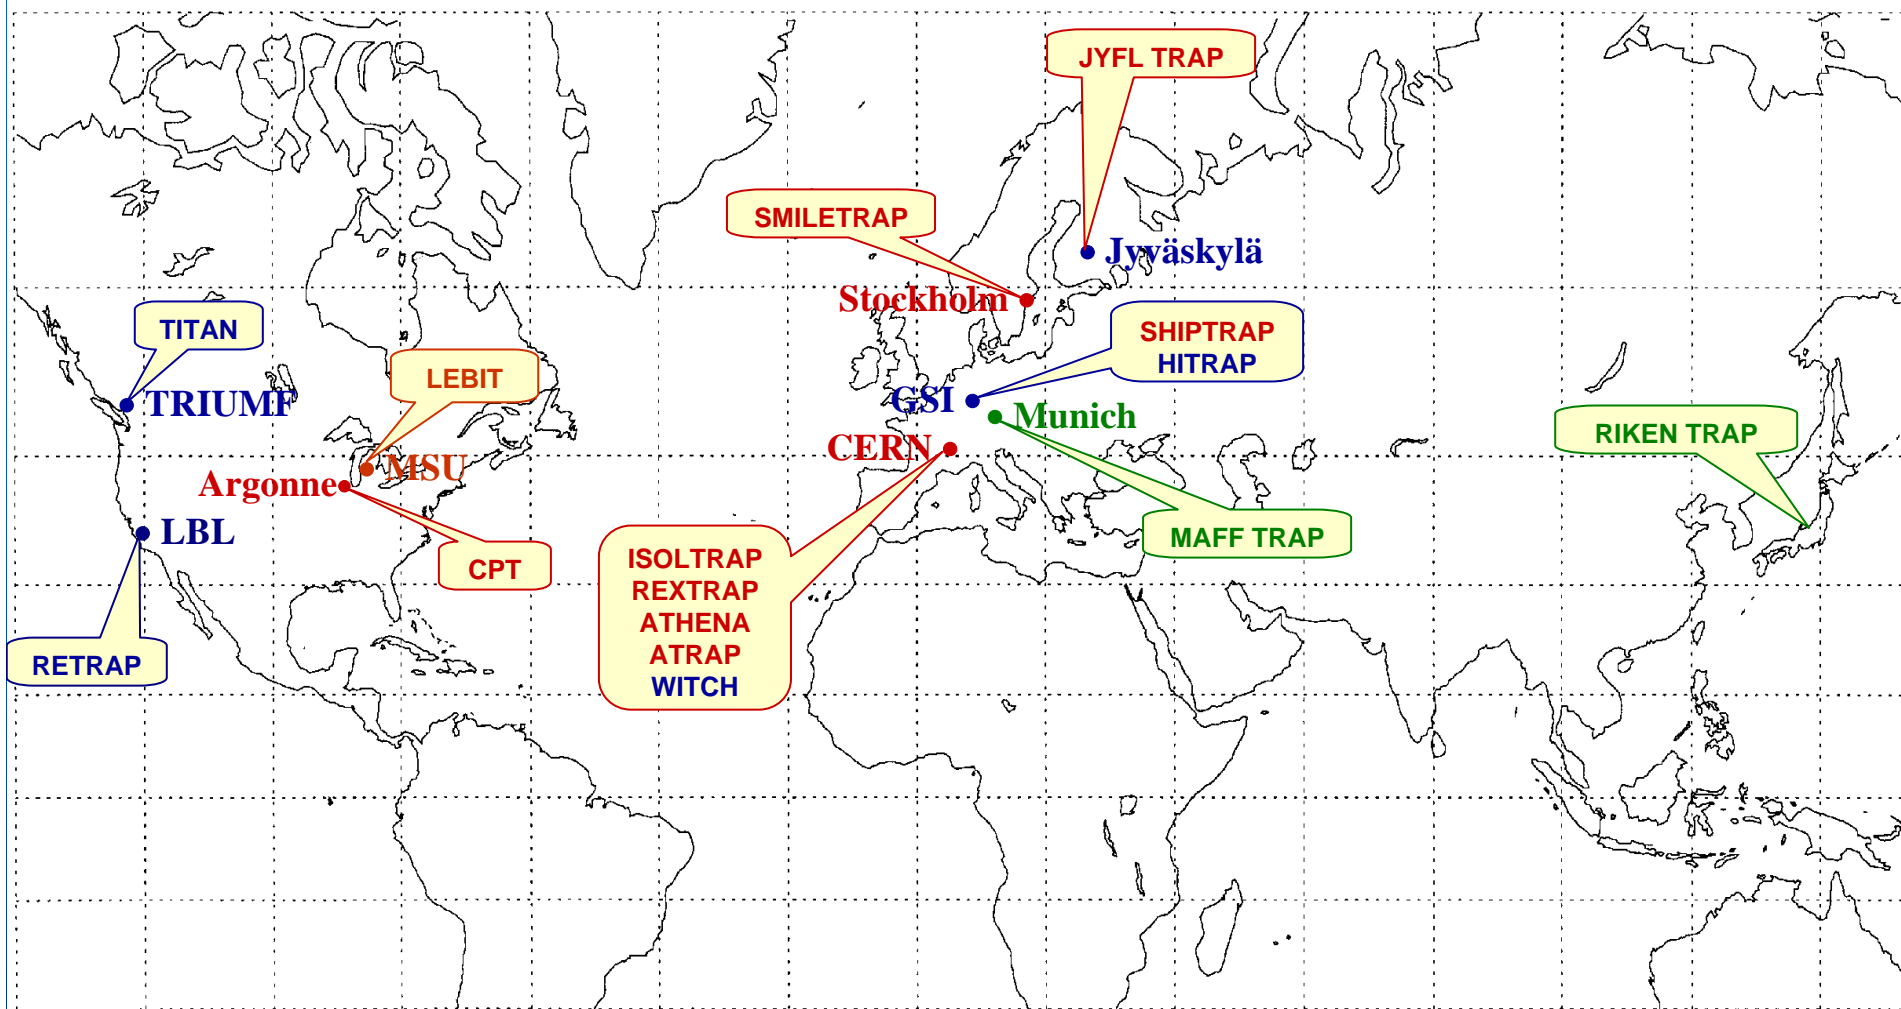 JYFL TRAP
SMILETRAP
Jyväskylä
Stockholm
TITAN
SHIPTRAP
HITRAP
LEBIT
TRIUMF
GSI
Munich
RIKEN TRAP
CERN
MSU
Argonne
LBL
MAFF TRAP
CPT
ISOLTRAP
REXTRAP
ATHENA
ATRAP
WITCH
RETRAP